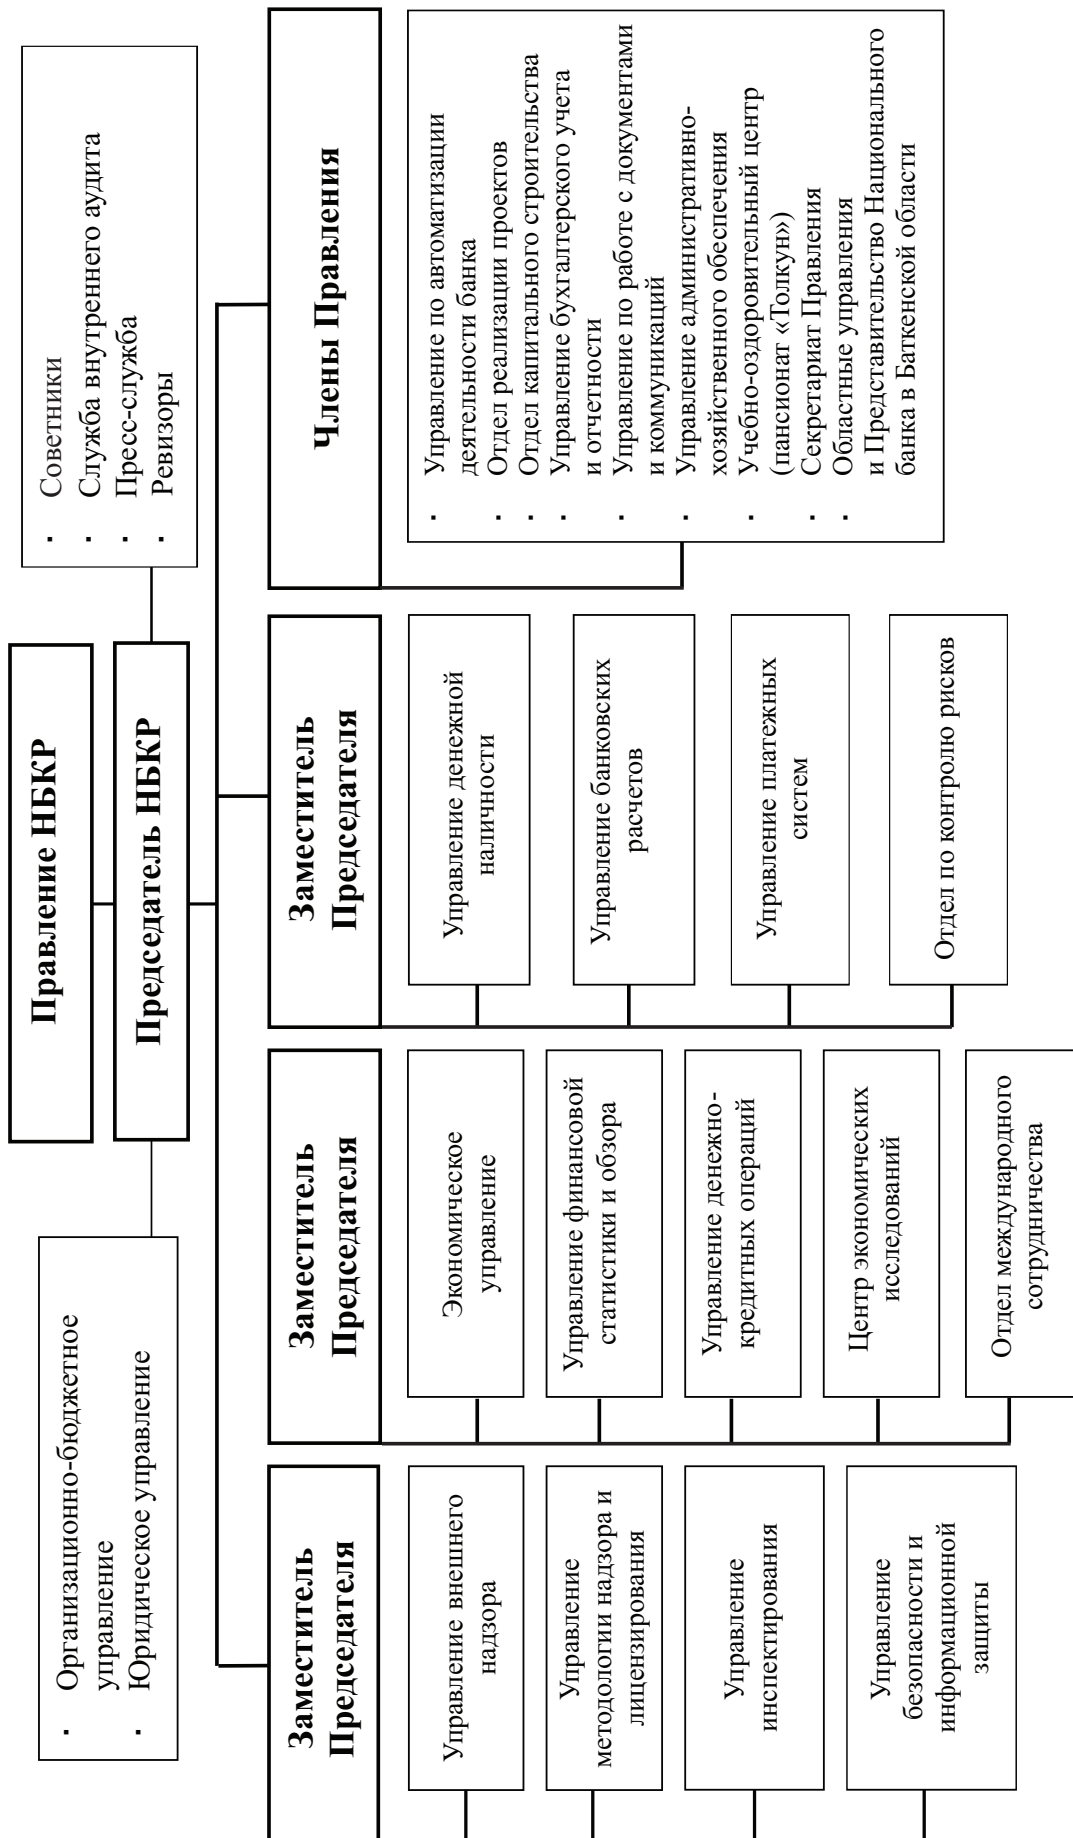 Правление НБКР
Председатель НБКР
· Организационно-бюджетное
управление
· Юридическое управление
· Советники
· Служба внутреннего аудита
· Пресс-служба
· Ревизоры
Заместитель
Председателя
Управление внешнего
надзора
Управление
методологии надзора и
лицензирования
Управление
инспектирования
Управление
безопасности и
информационной
защиты
Заместитель
Председателя
Экономическое
управление
Управление финансовой
статистики и обзора
Управление денежно-
кредитных операций
Центр экономических
исследований
Отдел международного
сотрудничества
Заместитель
Председателя
Управление денежной
наличности
Управление банковских
расчетов
Управление платежных
систем
Отдел по контролю рисков
Члены Правления
· Управление по автоматизации
деятельности банка
· Отдел реализации проектов
· Отдел капитального строительства
· Управление бухгалтерского учета
и отчетности
· Управление по работе с документами
и коммуникаций
· Управление административно-
хозяйственного обеспечения
· Учебно-оздоровительный центр
(пансионат «Толкун»)
· Секретариат Правления
· Областные управления
и Представительство Национального
банка в Баткенской области